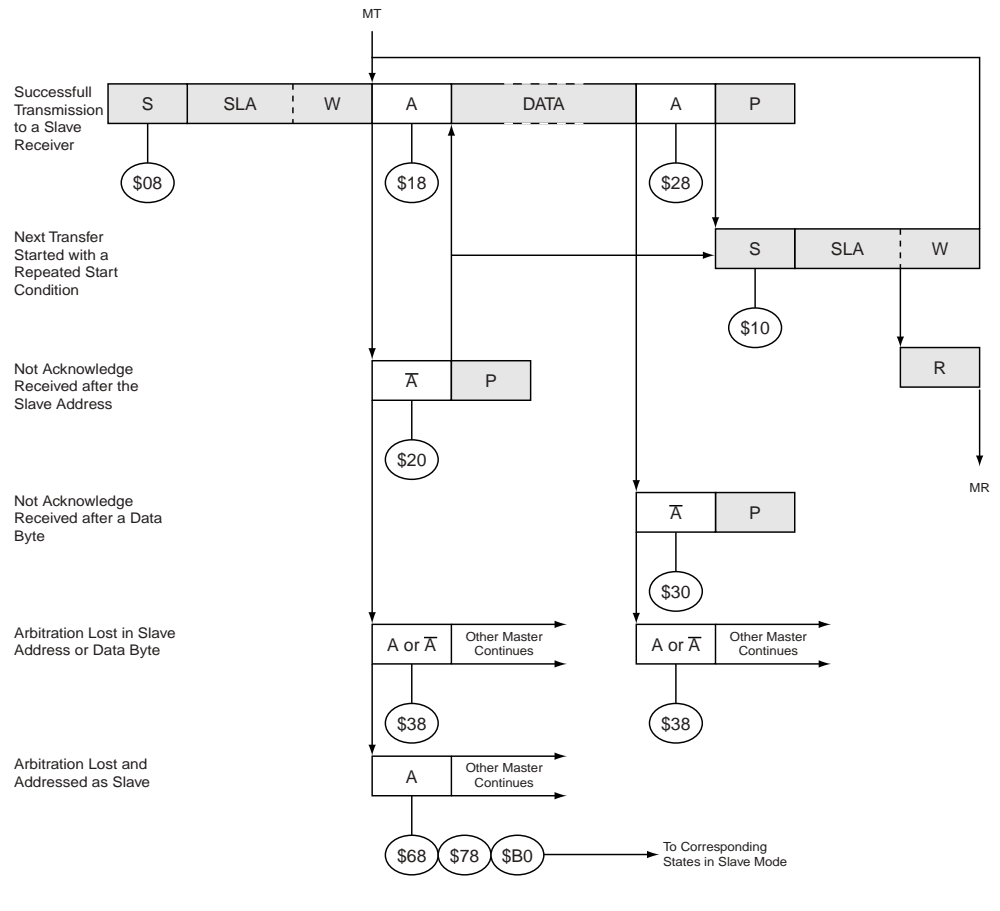 MT
Successfull
Transmission
to a Slave
Receiver
S SLA W A DATA A P
$08 $18 $28
Next Transfer
Started with a
Repeated Start
Condition
S SLA W
$10
Not Acknowledge
Received after the
Slave Address
A̅ P
R
$20
MR
Not Acknowledge
Received after a Data
Byte
A̅ P
$30
Arbitration Lost in Slave
Address or Data Byte
A or A̅
Other Master
Continues
A or A̅
Other Master
Continues
$38 $38
Arbitration Lost and
Addressed as Slave
A
Other Master
Continues
$68 $78 $B0
To Corresponding
States in Slave Mode